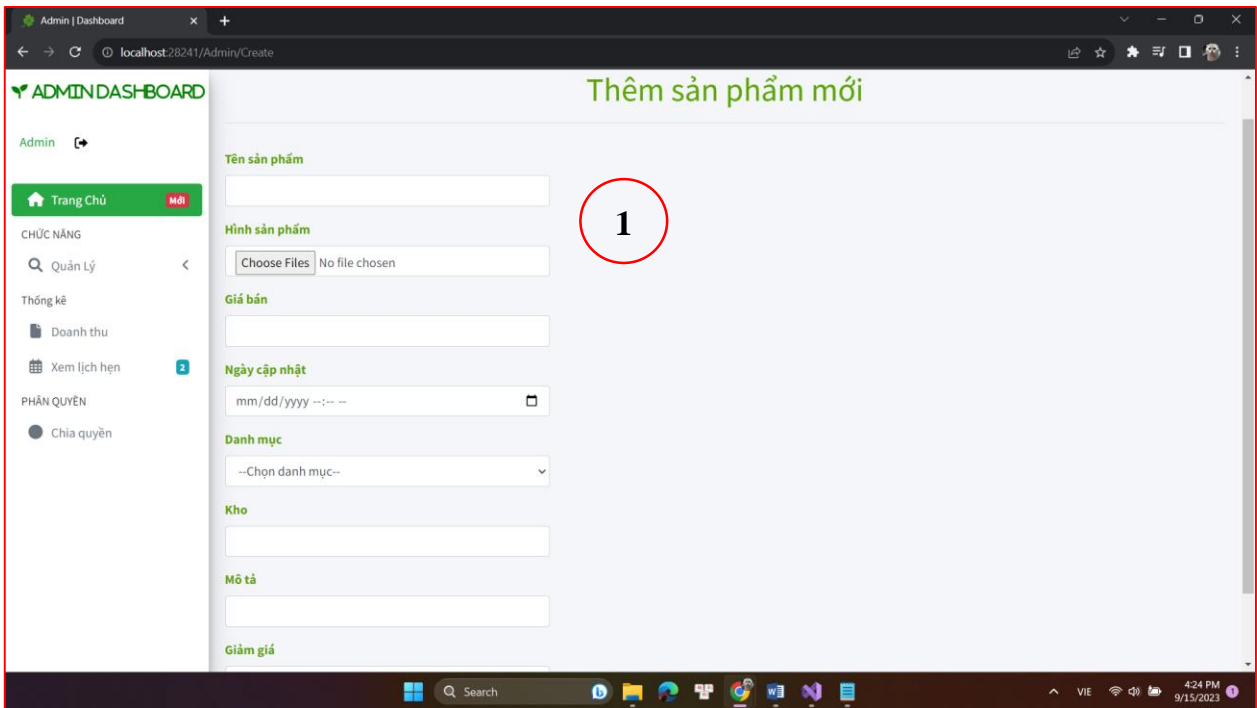 Admin | Dashboard
localhost:28241/Admin/Create
ADMIN DASHBOARD
Admin
Trang Chủ
Mới
CHỨC NĂNG
Quản Lý
Thống kê
Doanh thu
Xem lịch hẹn
2
PHÂN QUYỀN
Chia quyền
Thêm sản phẩm mới
Tên sản phẩm
1
Hình sản phẩm
Choose Files No file chosen
Giá bán
Ngày cập nhật
mm/dd/yyyy --:-- --
Danh mục
--Chọn danh mục--
Kho
Mô tả
Giảm giá
Search
VIE
4:24 PM
9/15/2023
1